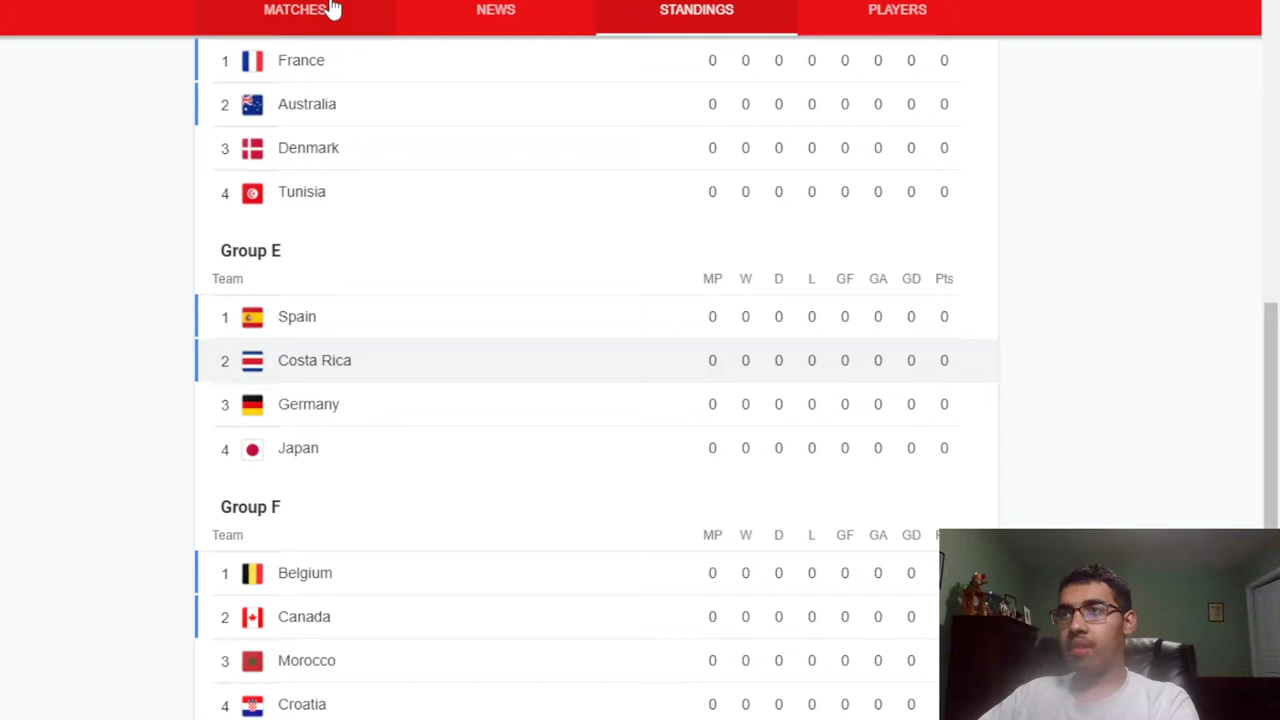 MATCHES NEWS STANDINGS PLAYERS
1 France 0 0 0 0 0 0 0 0
2 Australia 0 0 0 0 0 0 0 0
3 Denmark 0 0 0 0 0 0 0 0
4 Tunisia 0 0 0 0 0 0 0 0
Group E
Team MP W D L GF GA GD Pts
1 Spain 0 0 0 0 0 0 0 0
2 Costa Rica 0 0 0 0 0 0 0 0
3 Germany 0 0 0 0 0 0 0 0
4 Japan 0 0 0 0 0 0 0 0
Group F
Team MP W D L GF GA GD
1 Belgium 0 0 0 0 0 0 0
2 Canada 0 0 0 0 0 0 0
3 Morocco 0 0 0 0 0 0 0
4 Croatia 0 0 0 0 0 0 0